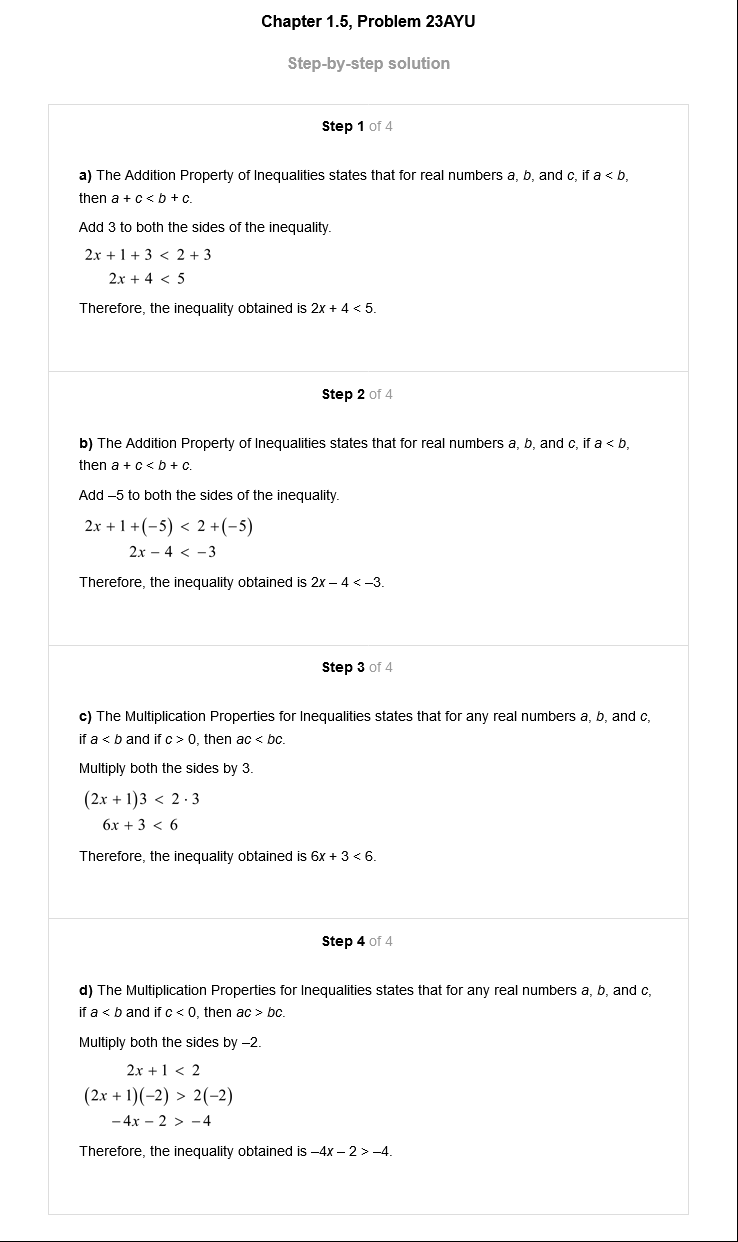 Chapter 1.5, Problem 23AYU
Step-by-step solution
Step 1 of 4
a) The Addition Property of Inequalities states that for real numbers a, b, and c, if a < b,
then a + c < b + c.
Add 3 to both the sides of the inequality.
2x + 1 + 3 < 2 + 3
2x + 4 < 5
Therefore, the inequality obtained is 2x + 4 < 5.
Step 2 of 4
b) The Addition Property of Inequalities states that for real numbers a, b, and c, if a < b,
then a + c < b + c.
Add –5 to both the sides of the inequality.
2x + 1 + (−5) < 2 + (−5)
2x − 4 < −3
Therefore, the inequality obtained is 2x – 4 < –3.
Step 3 of 4
c) The Multiplication Properties for Inequalities states that for any real numbers a, b, and c,
if a < b and if c > 0, then ac < bc.
Multiply both the sides by 3.
(2x + 1)3 < 2 · 3
6x + 3 < 6
Therefore, the inequality obtained is 6x + 3 < 6.
Step 4 of 4
d) The Multiplication Properties for Inequalities states that for any real numbers a, b, and c,
if a < b and if c < 0, then ac > bc.
Multiply both the sides by –2.
2x + 1 < 2
(2x + 1)(−2) > 2(−2)
−4x − 2 > −4
Therefore, the inequality obtained is –4x – 2 > –4.